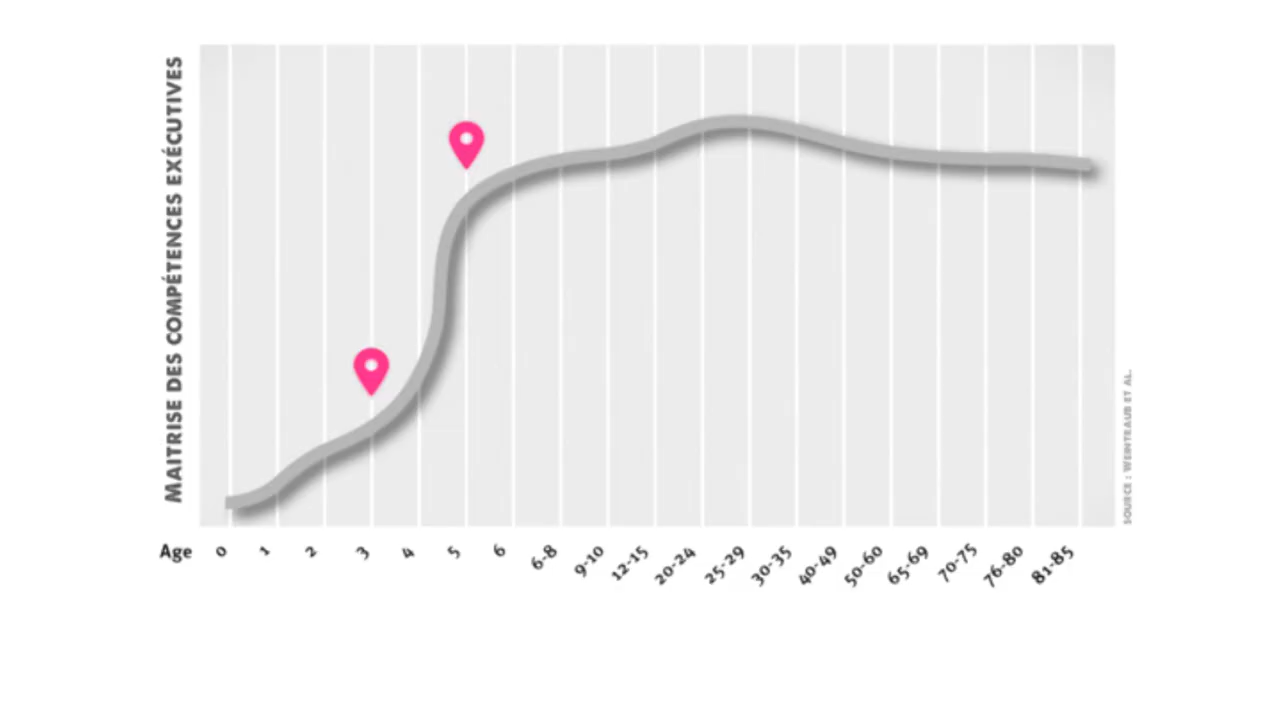 MAITRISE DES COMPÉTENCES EXÉCUTIVES
SOURCE : WEINTRAUB ET AL.
Age 0 1 2 3 4 5 6 6-8 9-10 12-15 20-24 25-29 30-35 40-49 50-60 65-69 70-75 76-80 81-85